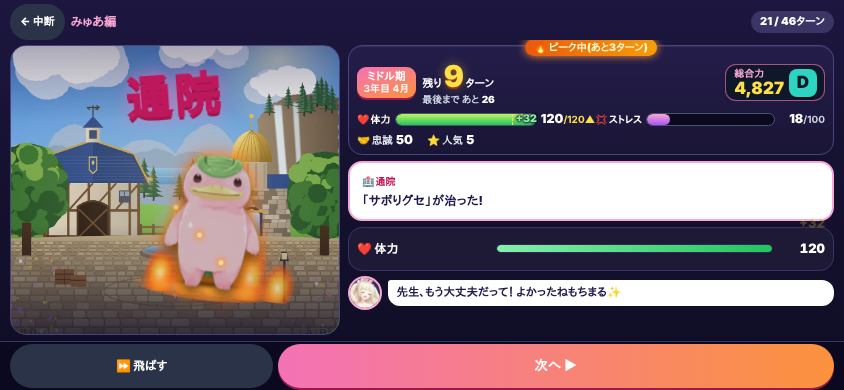 ← 中断
みゅあ編
21 / 46ターン
🔥 ピーク中(あと3ターン)
通院
ミドル期
3年目 4月
残り 9 ターン
最後まで あと 26
総合力
4,827 D
❤️ 体力 +32 120/120▲
💢 ストレス 18/100
🤝 忠誠 50 ⭐ 人気 5
🏥 通院
「サボりグセ」が治った!
+32
❤️ 体力 120
先生、もう大丈夫だって! よかったねもちまる✨
⏩ 飛ばす
次へ ▶